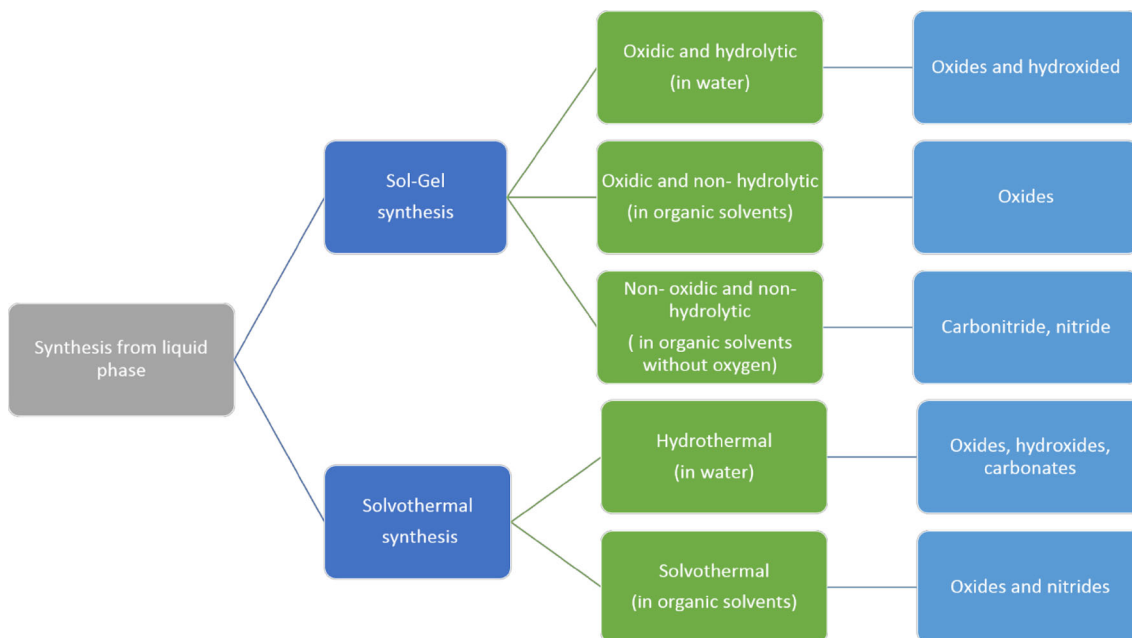 Synthesis from liquid
phase
Sol-Gel
synthesis
Solvothermal
synthesis
Oxidic and hydrolytic
(in water)
Oxidic and non- hydrolytic
(in organic solvents)
Non- oxidic and non-
hydrolytic
( in organic solvents
without oxygen)
Hydrothermal
(in water)
Solvothermal
(in organic solvents)
Oxides and hydroxided
Oxides
Carbonitride, nitride
Oxides, hydroxides,
carbonates
Oxides and nitrides